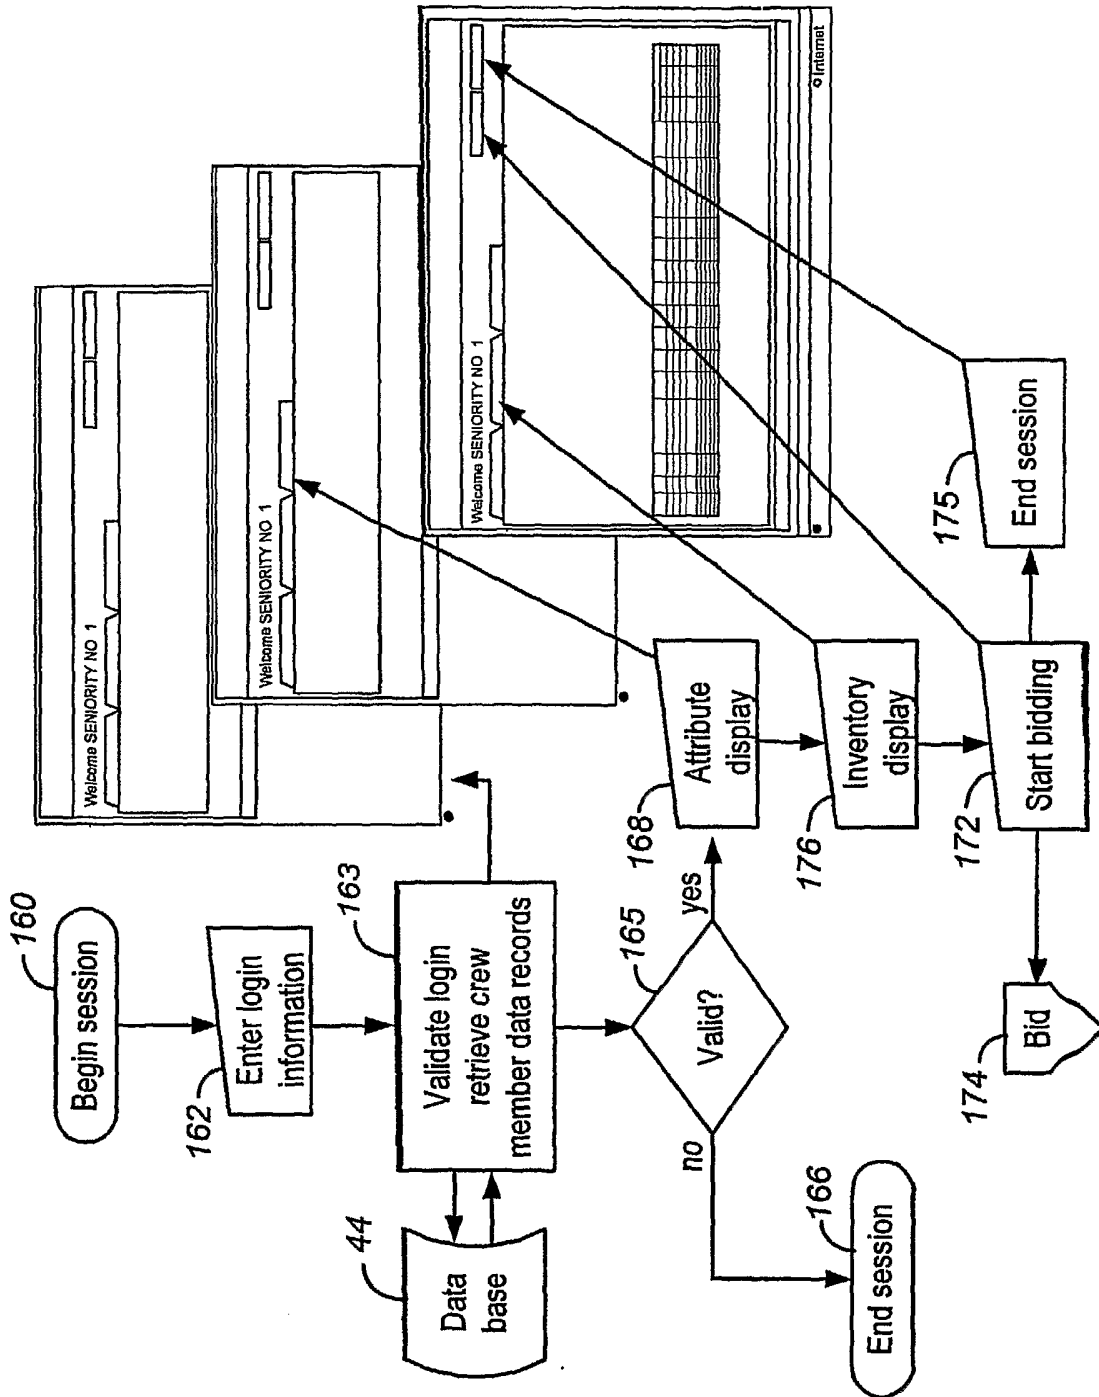 160
Begin session
162
Enter login
information
163
Validate login
retrieve crew
member data records
44
Data
base
165
Valid?
yes
no
166
End session
168
Attribute
display
176
Inventory
display
172
Start bidding
174
Bid
175
End session
Welcome SENIORITY NO 1
Welcome SENIORITY NO 1
Welcome SENIORITY NO 1
Internet